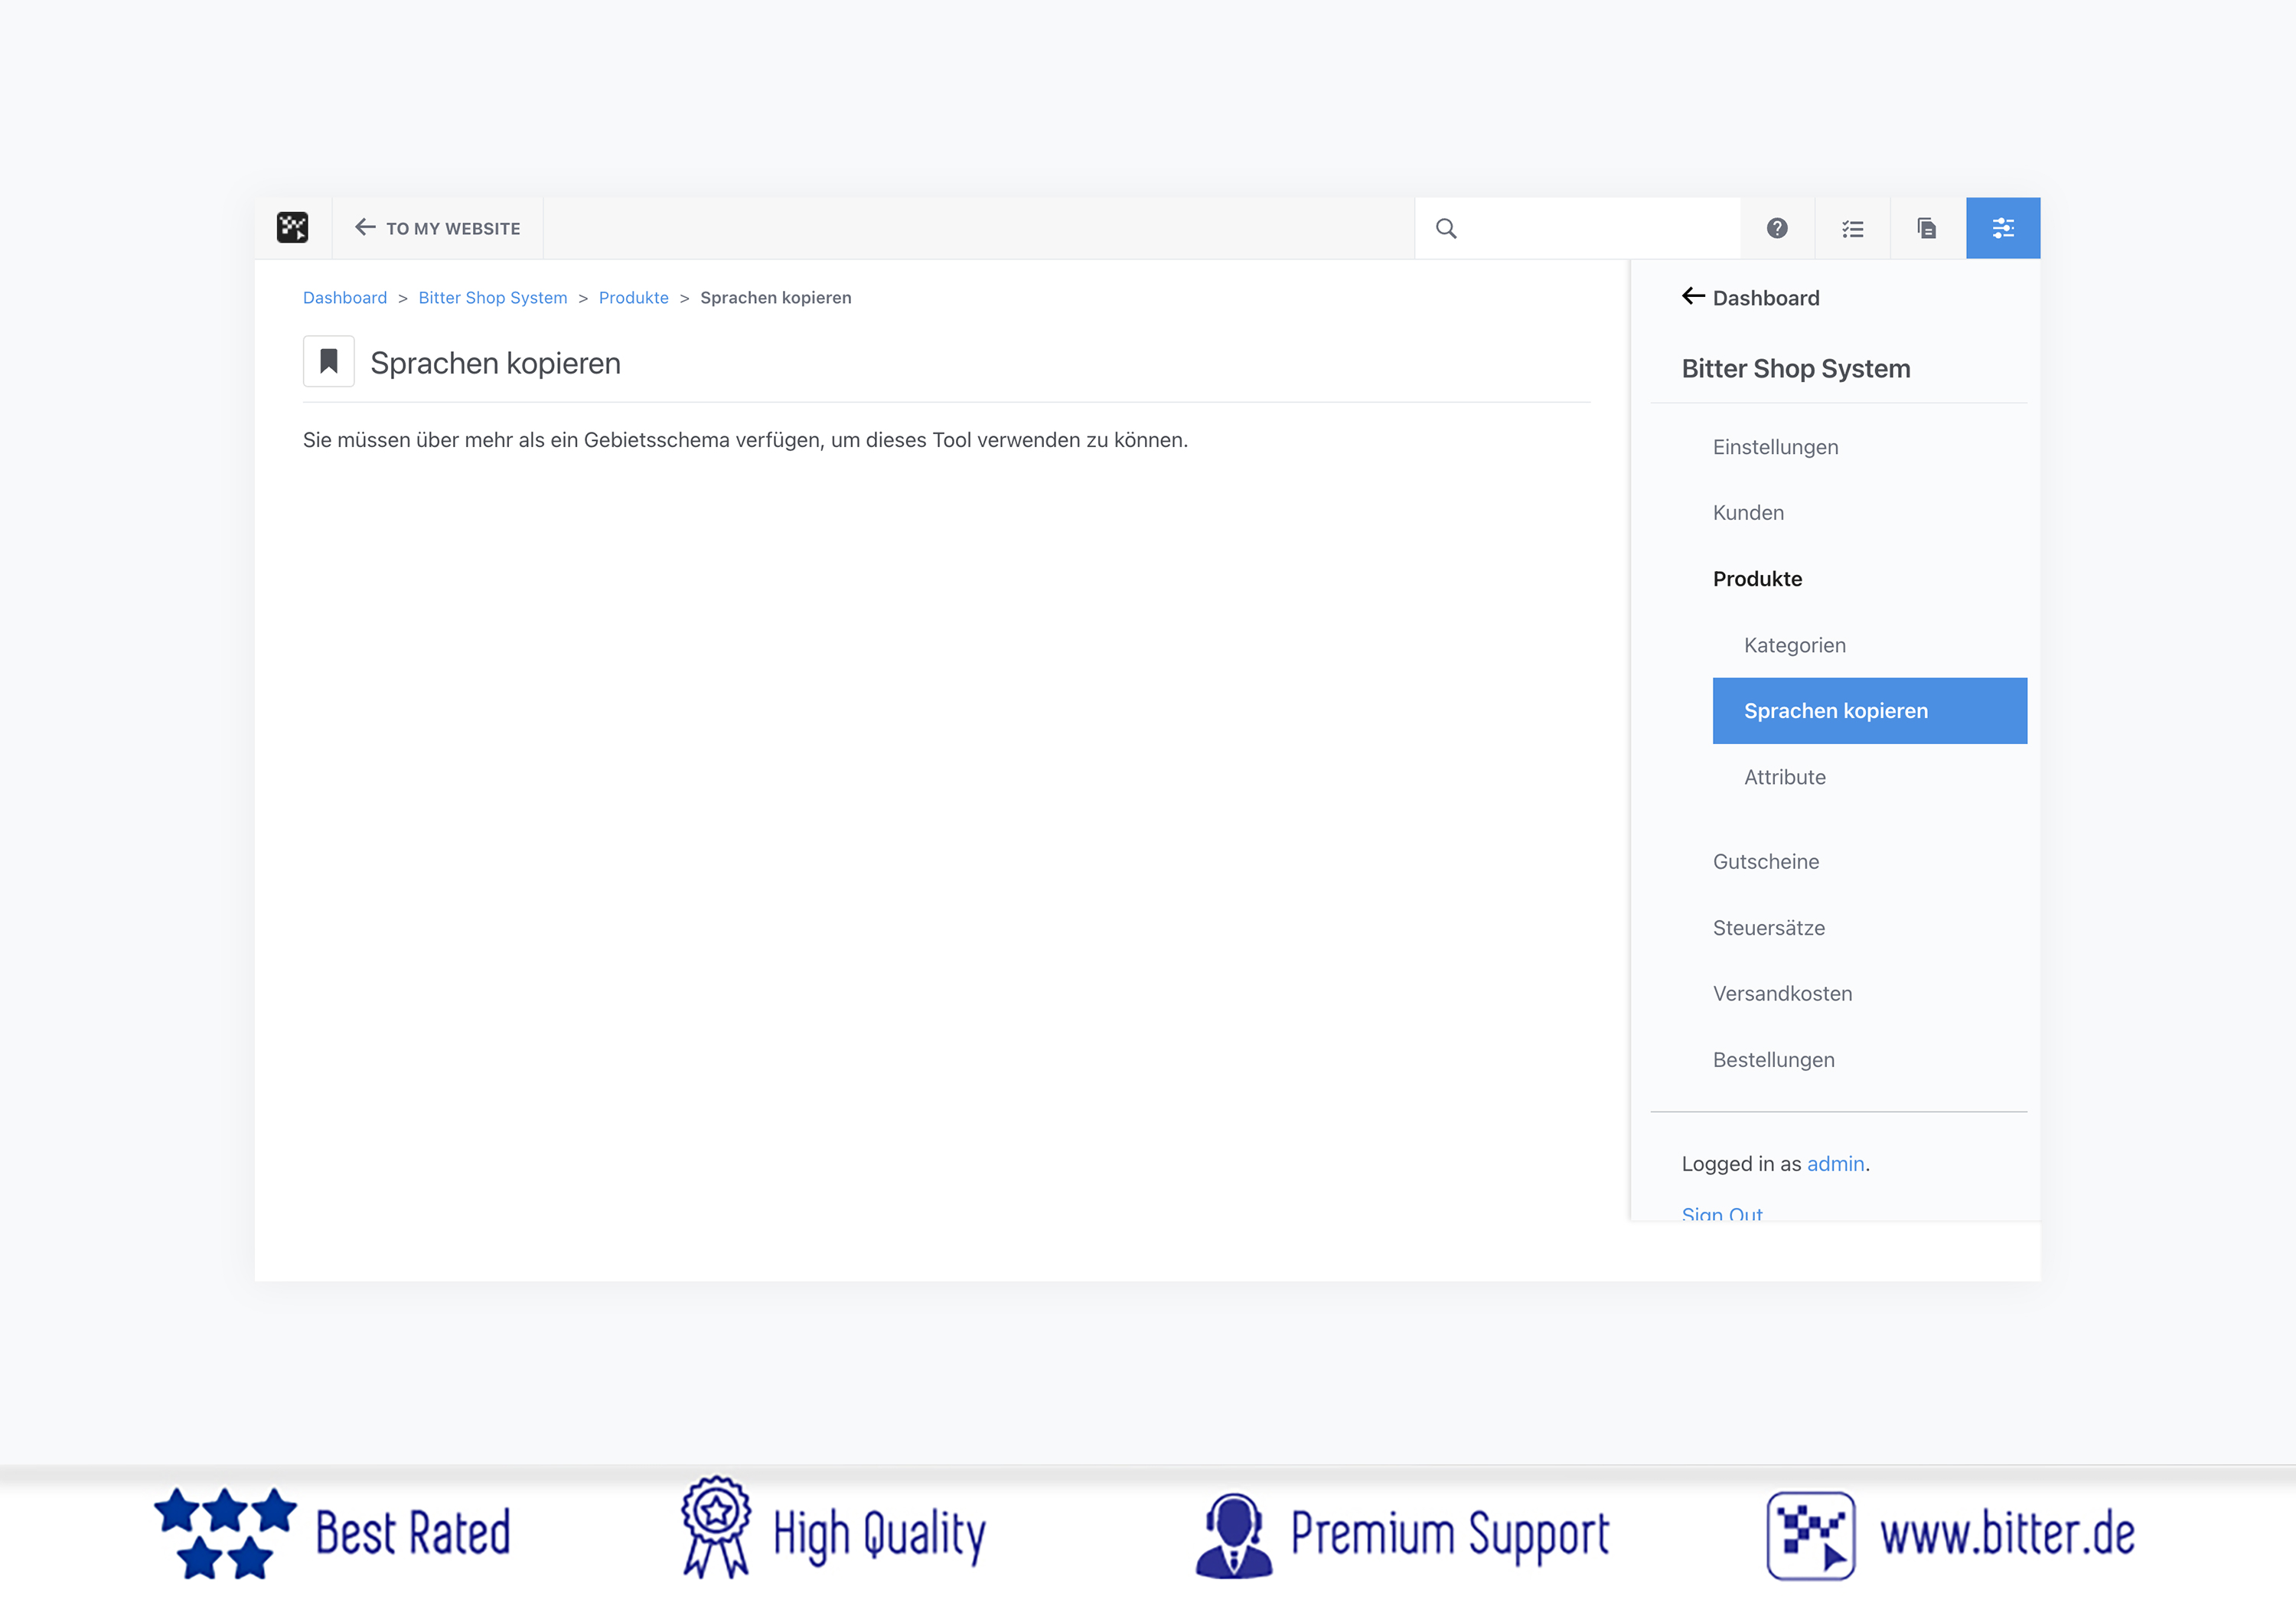 TO MY WEBSITE
Dashboard > Bitter Shop System > Produkte > Sprachen kopieren
Sprachen kopieren
Sie müssen über mehr als ein Gebietsschema verfügen, um dieses Tool verwenden zu können.
Dashboard
Bitter Shop System
Einstellungen
Kunden
Produkte
Kategorien
Sprachen kopieren
Attribute
Gutscheine
Steuersätze
Versandkosten
Bestellungen
Logged in as admin.
Sign Out
Best Rated
High Quality
Premium Support
www.bitter.de